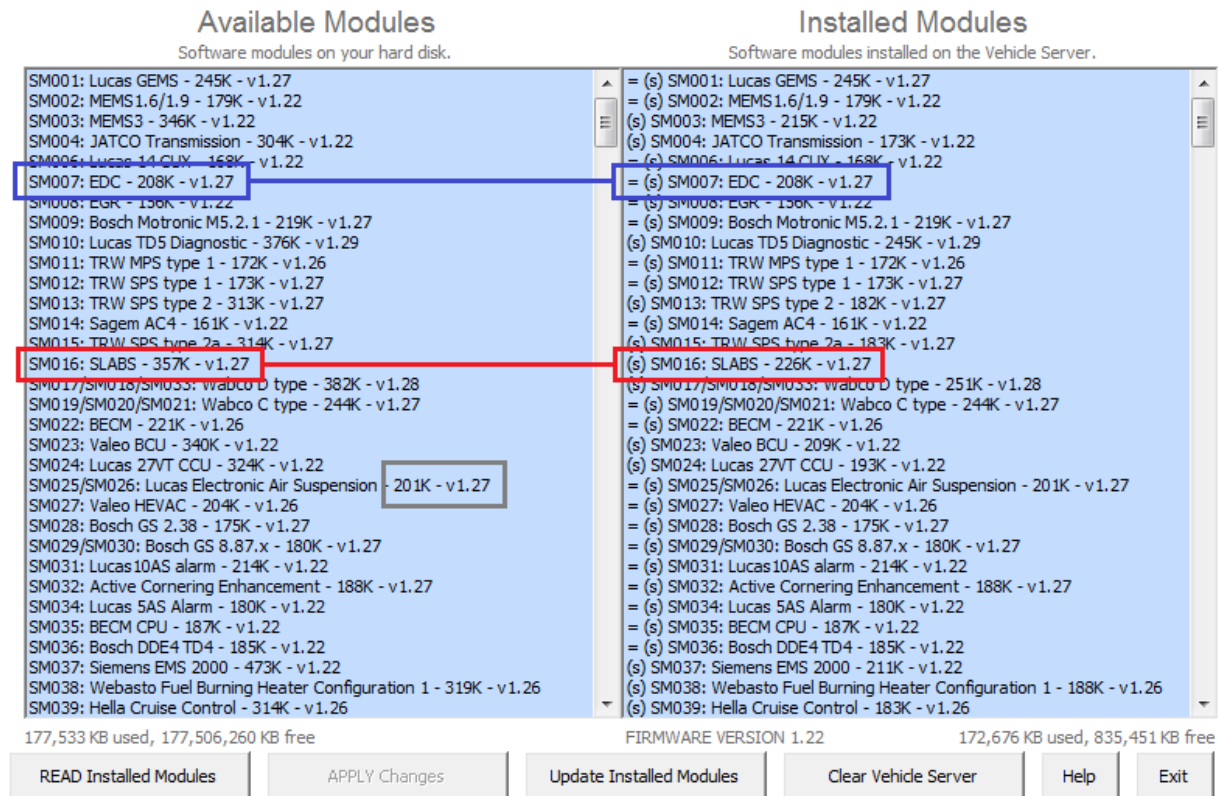 Available Modules
Software modules on your hard disk.
SM001: Lucas GEMS - 245K - v1.27
SM002: MEMS1.6/1.9 - 179K - v1.22
SM003: MEMS3 - 346K - v1.22
SM004: JATCO Transmission - 304K - v1.22
SM006: Lucas 14 CUX - 168K - v1.22
SM007: EDC - 208K - v1.27
SM008: EGR - 156K - v1.22
SM009: Bosch Motronic M5.2.1 - 219K - v1.27
SM010: Lucas TD5 Diagnostic - 376K - v1.29
SM011: TRW MPS type 1 - 172K - v1.26
SM012: TRW SPS type 1 - 173K - v1.27
SM013: TRW SPS type 2 - 313K - v1.27
SM014: Sagem AC4 - 161K - v1.22
SM015: TRW SPS type 2a - 314K - v1.27
SM016: SLABS - 357K - v1.27
SM017/SM018/SM033: Wabco D type - 382K - v1.28
SM019/SM020/SM021: Wabco C type - 244K - v1.27
SM022: BECM - 221K - v1.26
SM023: Valeo BCU - 340K - v1.22
SM024: Lucas 27VT CCU - 324K - v1.22
SM025/SM026: Lucas Electronic Air Suspension - 201K - v1.27
SM027: Valeo HEVAC - 204K - v1.26
SM028: Bosch GS 2.38 - 175K - v1.27
SM029/SM030: Bosch GS 8.87.x - 180K - v1.27
SM031: Lucas10AS alarm - 214K - v1.22
SM032: Active Cornering Enhancement - 188K - v1.27
SM034: Lucas 5AS Alarm - 180K - v1.22
SM035: BECM CPU - 187K - v1.22
SM036: Bosch DDE4 TD4 - 185K - v1.22
SM037: Siemens EMS 2000 - 473K - v1.22
SM038: Webasto Fuel Burning Heater Configuration 1 - 319K - v1.26
SM039: Hella Cruise Control - 314K - v1.26
177,533 KB used, 177,506,260 KB free
Installed Modules
Software modules installed on the Vehicle Server.
= (s) SM001: Lucas GEMS - 245K - v1.27
= (s) SM002: MEMS1.6/1.9 - 179K - v1.22
(s) SM003: MEMS3 - 215K - v1.22
(s) SM004: JATCO Transmission - 173K - v1.22
= (s) SM006: Lucas 14 CUX - 168K - v1.22
= (s) SM007: EDC - 208K - v1.27
= (s) SM008: EGR - 156K - v1.22
= (s) SM009: Bosch Motronic M5.2.1 - 219K - v1.27
(s) SM010: Lucas TD5 Diagnostic - 245K - v1.29
= (s) SM011: TRW MPS type 1 - 172K - v1.26
= (s) SM012: TRW SPS type 1 - 173K - v1.27
(s) SM013: TRW SPS type 2 - 182K - v1.27
= (s) SM014: Sagem AC4 - 161K - v1.22
(s) SM015: TRW SPS type 2a - 183K - v1.27
(s) SM016: SLABS - 226K - v1.27
(s) SM017/SM018/SM033: Wabco D type - 251K - v1.28
= (s) SM019/SM020/SM021: Wabco C type - 244K - v1.27
= (s) SM022: BECM - 221K - v1.26
(s) SM023: Valeo BCU - 209K - v1.22
(s) SM024: Lucas 27VT CCU - 193K - v1.22
= (s) SM025/SM026: Lucas Electronic Air Suspension - 201K - v1.27
= (s) SM027: Valeo HEVAC - 204K - v1.26
= (s) SM028: Bosch GS 2.38 - 175K - v1.27
= (s) SM029/SM030: Bosch GS 8.87.x - 180K - v1.27
= (s) SM031: Lucas10AS alarm - 214K - v1.22
= (s) SM032: Active Cornering Enhancement - 188K - v1.27
= (s) SM034: Lucas 5AS Alarm - 180K - v1.22
= (s) SM035: BECM CPU - 187K - v1.22
= (s) SM036: Bosch DDE4 TD4 - 185K - v1.22
(s) SM037: Siemens EMS 2000 - 211K - v1.22
(s) SM038: Webasto Fuel Burning Heater Configuration 1 - 188K - v1.26
(s) SM039: Hella Cruise Control - 183K - v1.26
FIRMWARE VERSION 1.22 172,676 KB used, 835,451 KB free
READ Installed Modules APPLY Changes Update Installed Modules Clear Vehicle Server Help Exit